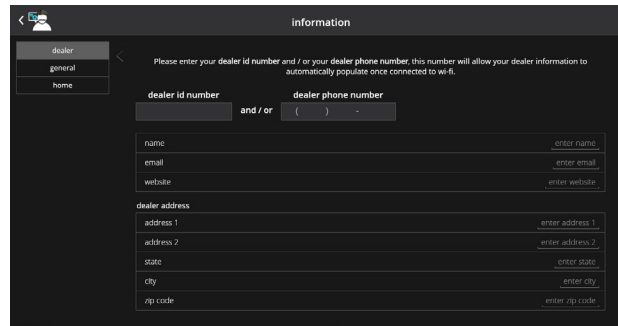 information
dealer
general
home
Please enter your dealer id number and / or your dealer phone number, this number will allow your dealer information to
automatically populate once connected to wi-fi.
dealer id number
dealer phone number
and / or
( ) -
name enter name
email enter email
website enter website
dealer address
address 1 enter address 1
address 2 enter address 2
state enter state
city enter city
zip code enter zip code